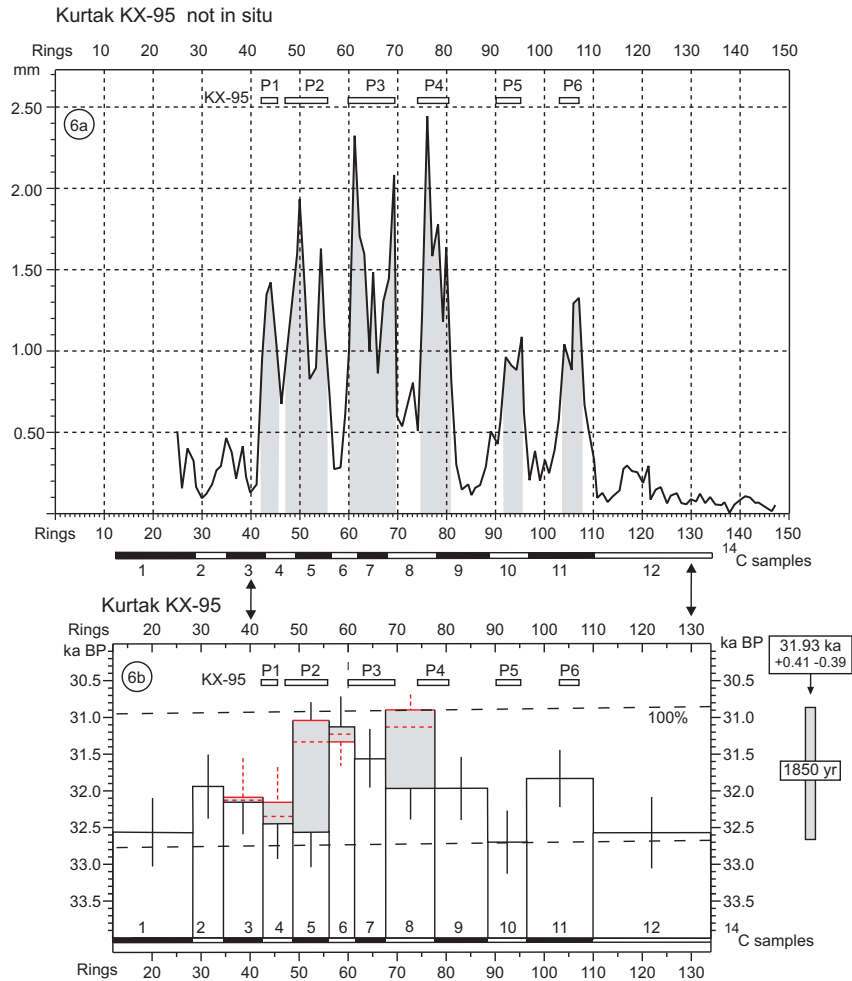 Kurtak KX-95 not in situ
Rings 10 20 30 40 50 60 70 80 90 100 110 120 130 140 150
mm
P1 P2 P3 P4 P5 P6
KX-95
2.50
6a
2.00
1.50
1.00
0.50
Rings 10 20 30 40 50 60 70 80 90 100 110 120 130 140 150
1 2 3 4 5 6 7 8 9 10 11 12 14C samples
Kurtak KX-95
Rings 20 30 40 50 60 70 80 90 100 110 120 130
ka BP ka BP
6b KX-95 P1 P2 P3 P4 P5 P6
30.5 30.5
31.0 100% 31.0
31.5 31.5
32.0 32.0
32.5 32.5
33.0 33.0
33.5 33.5
1 2 3 4 5 6 7 8 9 10 11 12 14C samples
Rings 20 30 40 50 60 70 80 90 100 110 120 130
31.93 ka
+0.41 -0.39
1850 yr